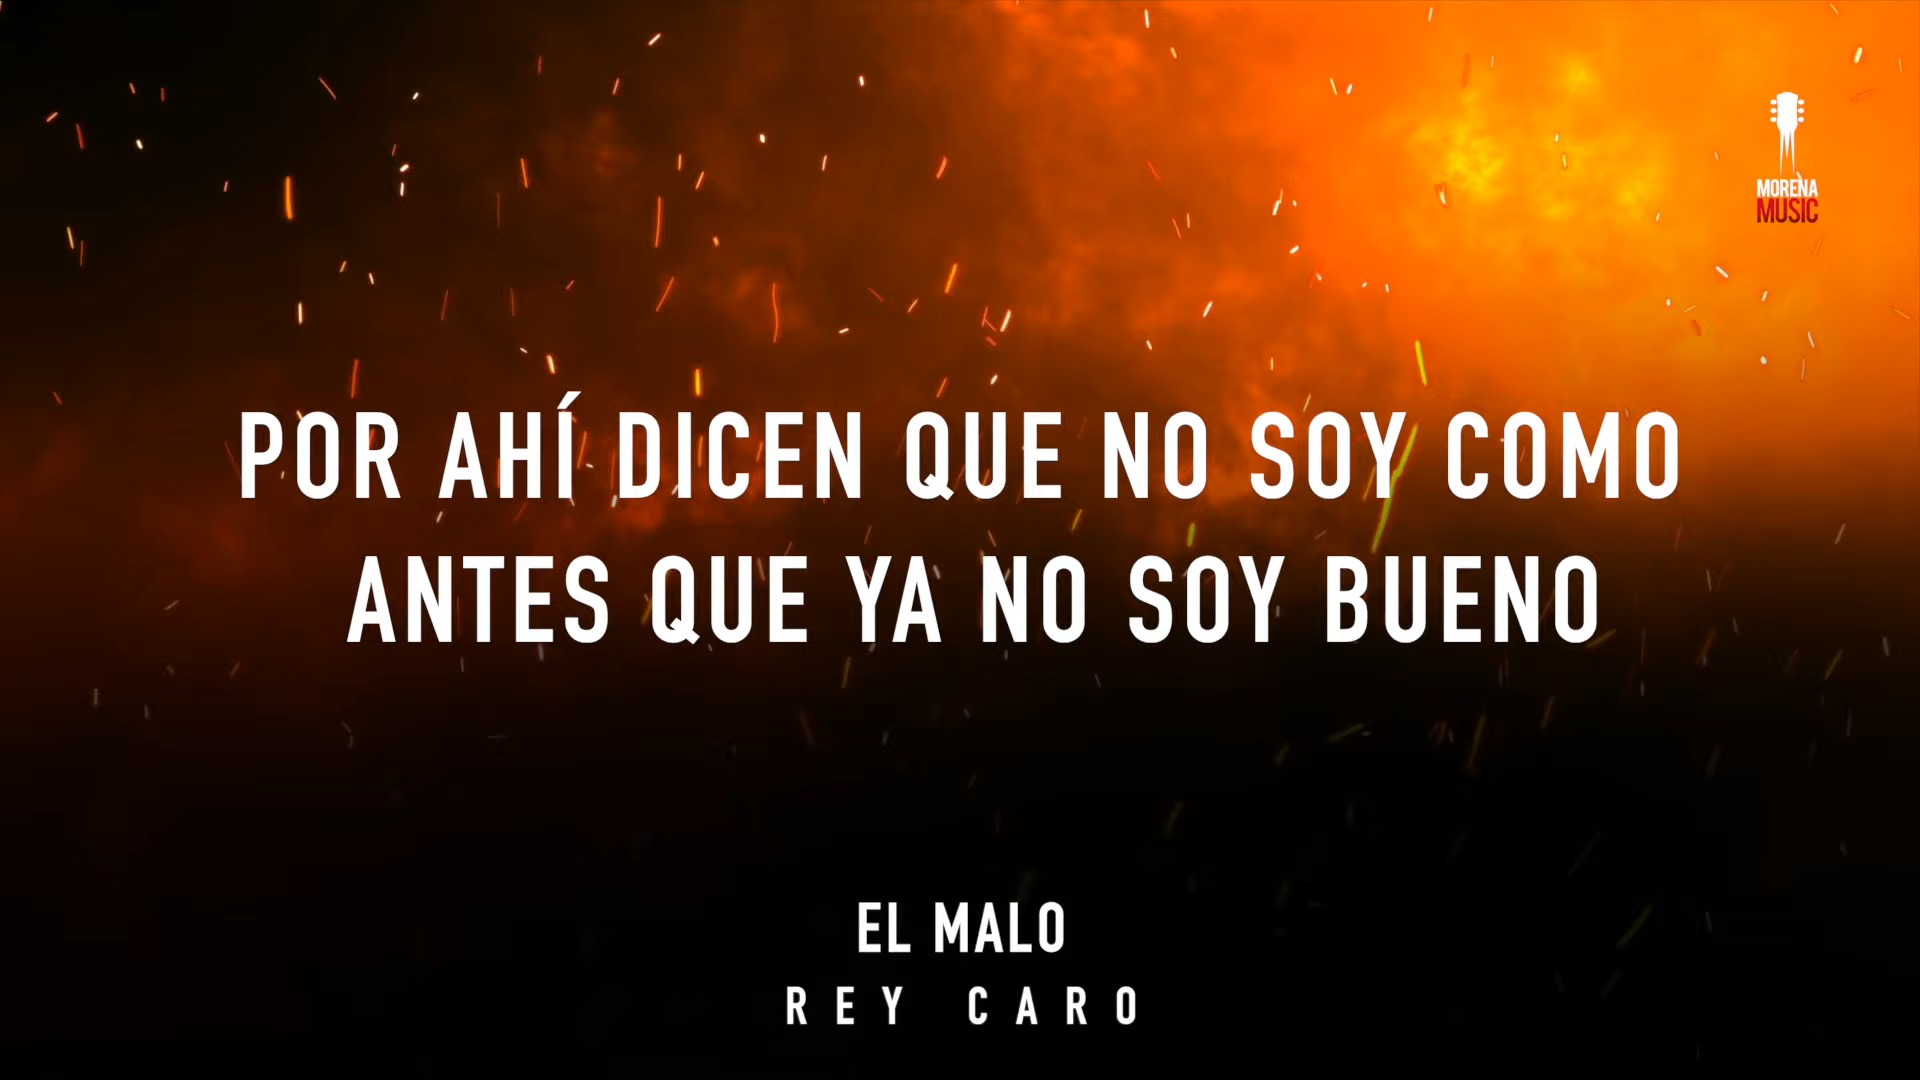 MORENA
MUSIC
POR AHÍ DICEN QUE NO SOY COMO
ANTES QUE YA NO SOY BUENO
EL MALO
REY CARO